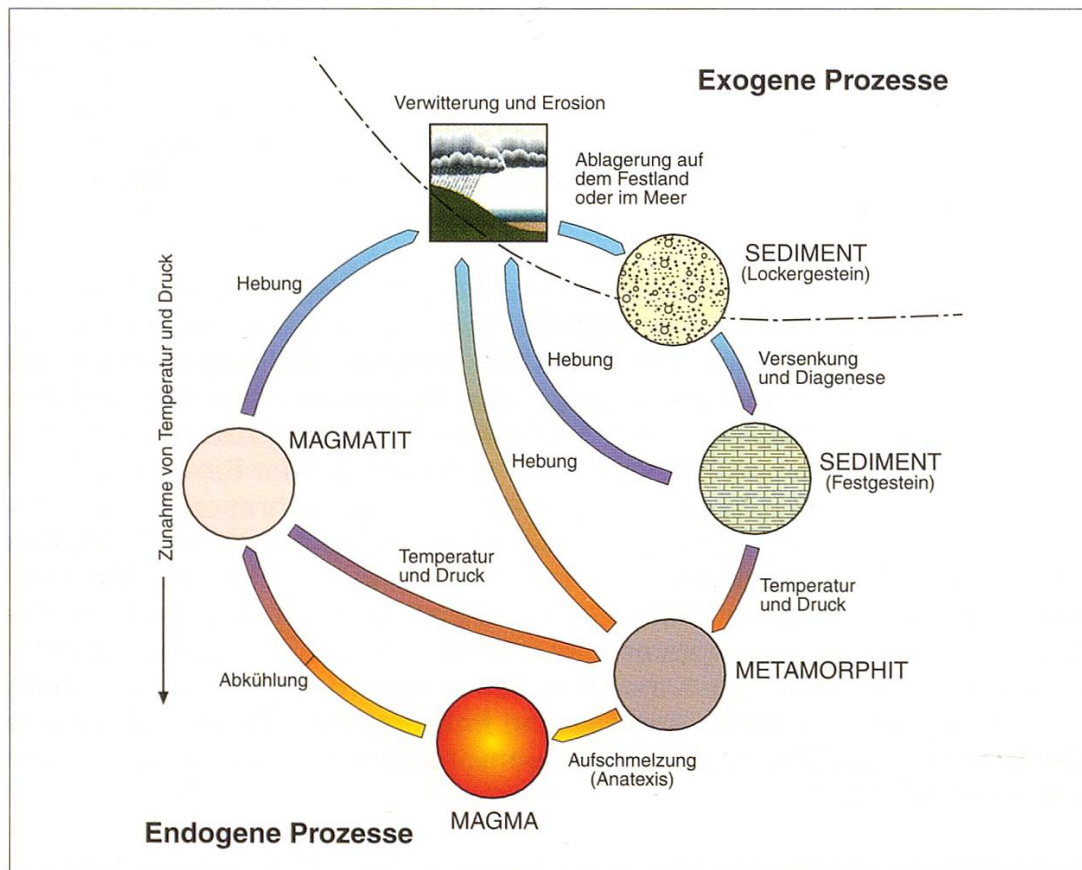 Exogene Prozesse
Verwitterung und Erosion
Ablagerung auf
dem Festland
oder im Meer
SEDIMENT
(Lockergestein)
Hebung
Zunahme von Temperatur und Druck
Hebung
Versenkung
und Diagenese
MAGMATIT
Hebung
SEDIMENT
(Festgestein)
Temperatur
und Druck
Temperatur
und Druck
METAMORPHIT
Abkühlung
Aufschmelzung
(Anatexis)
MAGMA
Endogene Prozesse